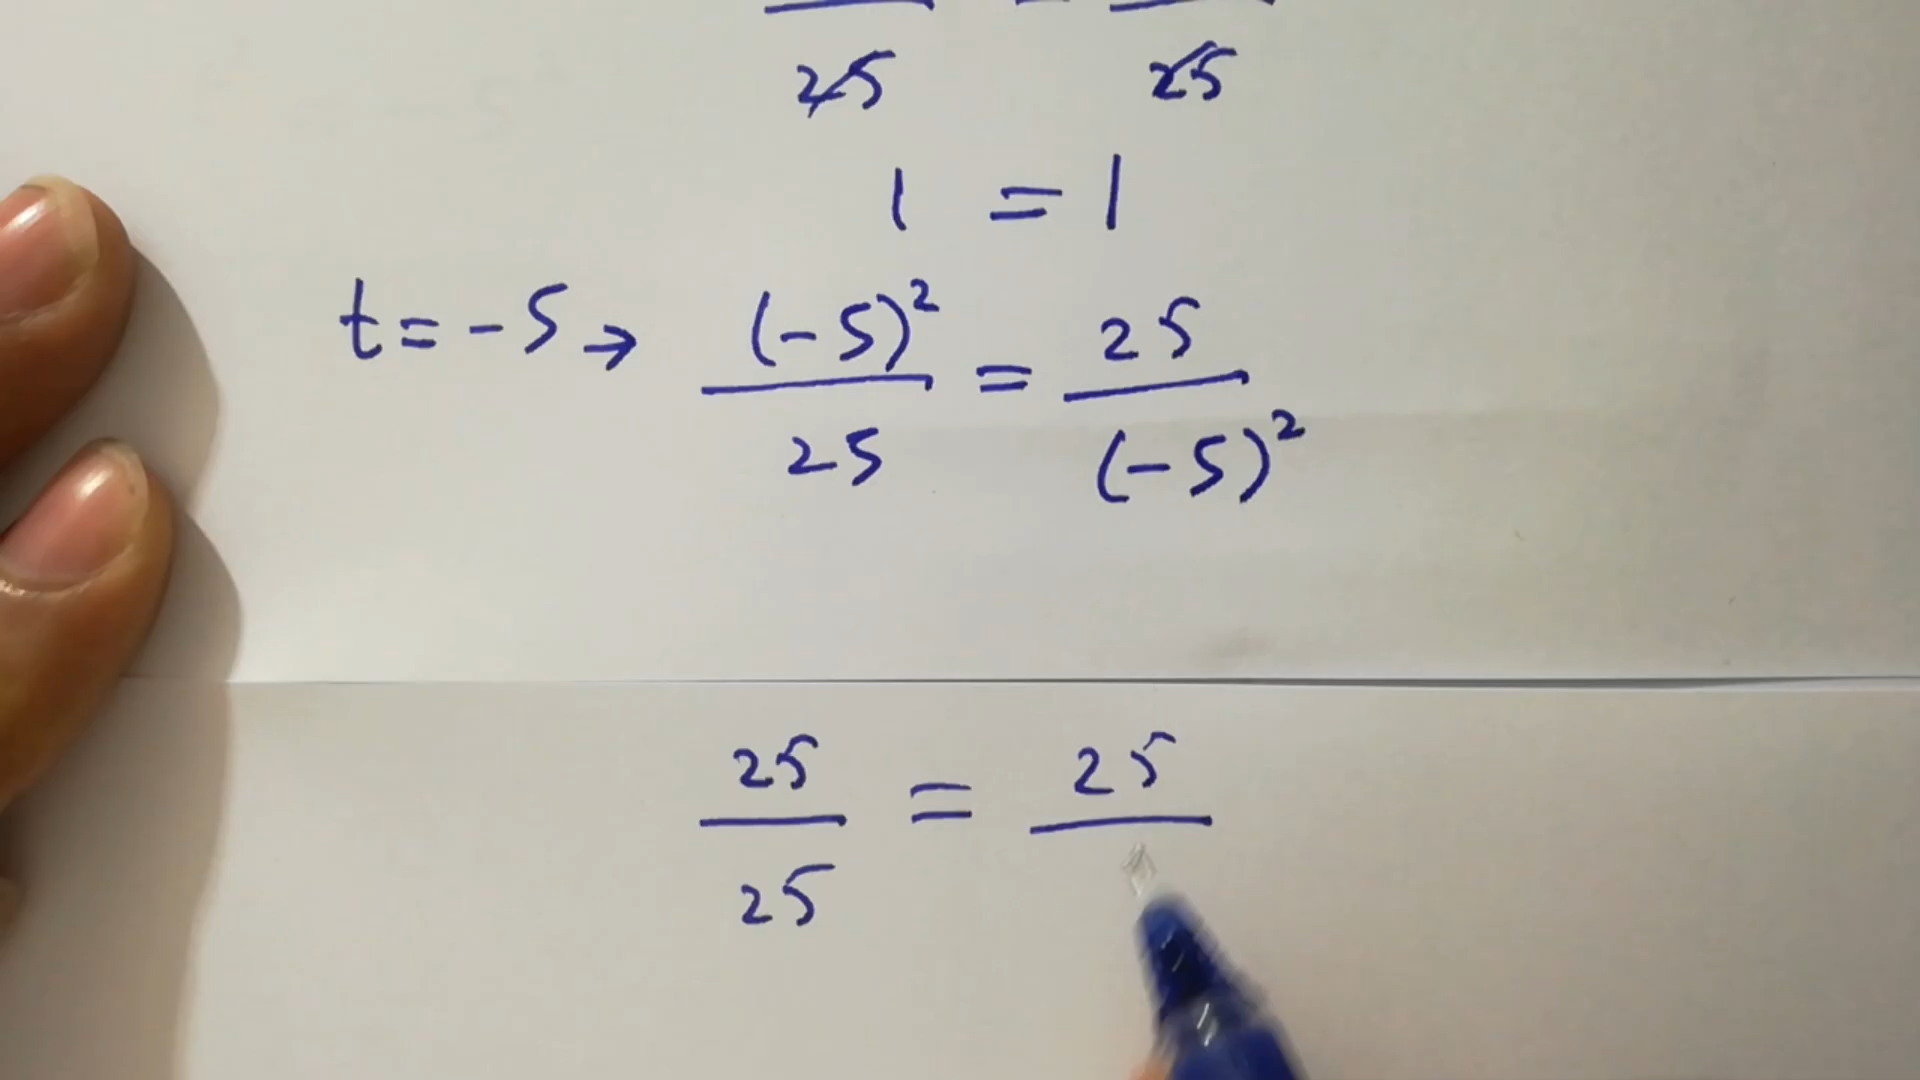 25 25
1 = 1
t = -5 → (-5)² / 25 = 25 / (-5)²
25 / 25 = 25 /